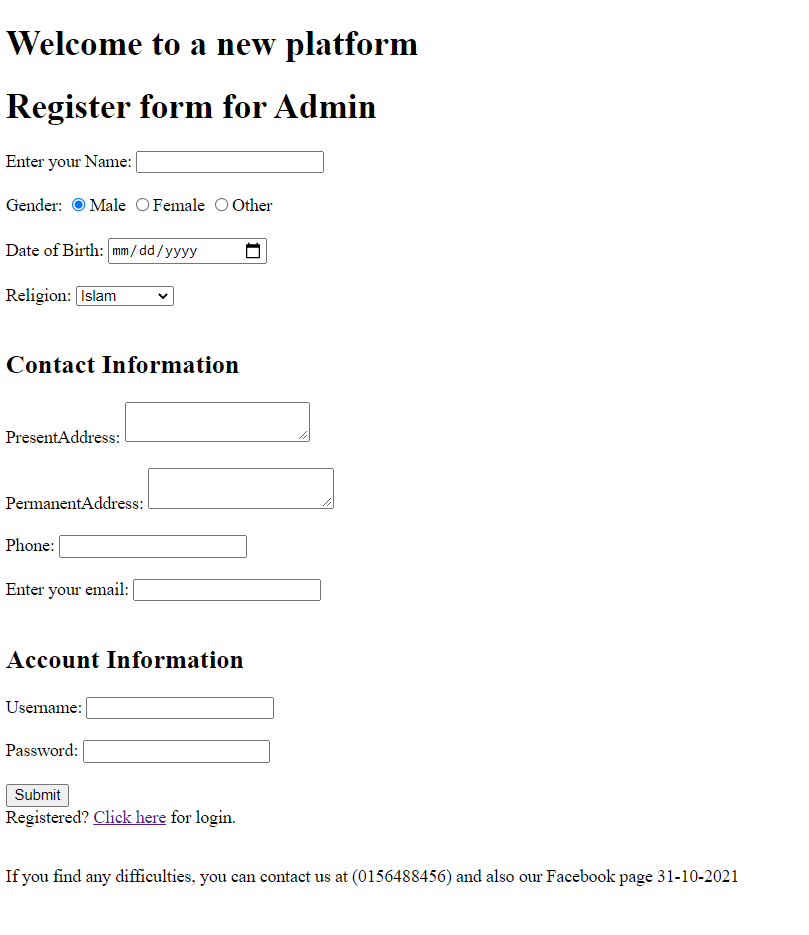 Welcome to a new platform
Register form for Admin
Enter your Name:
Gender: Male Female Other
Date of Birth: mm/dd/yyyy
Religion: Islam
Contact Information
PresentAddress:
PermanentAddress:
Phone:
Enter your email:
Account Information
Username:
Password:
Submit
Registered? Click here for login.
If you find any difficulties, you can contact us at (0156488456) and also our Facebook page 31-10-2021